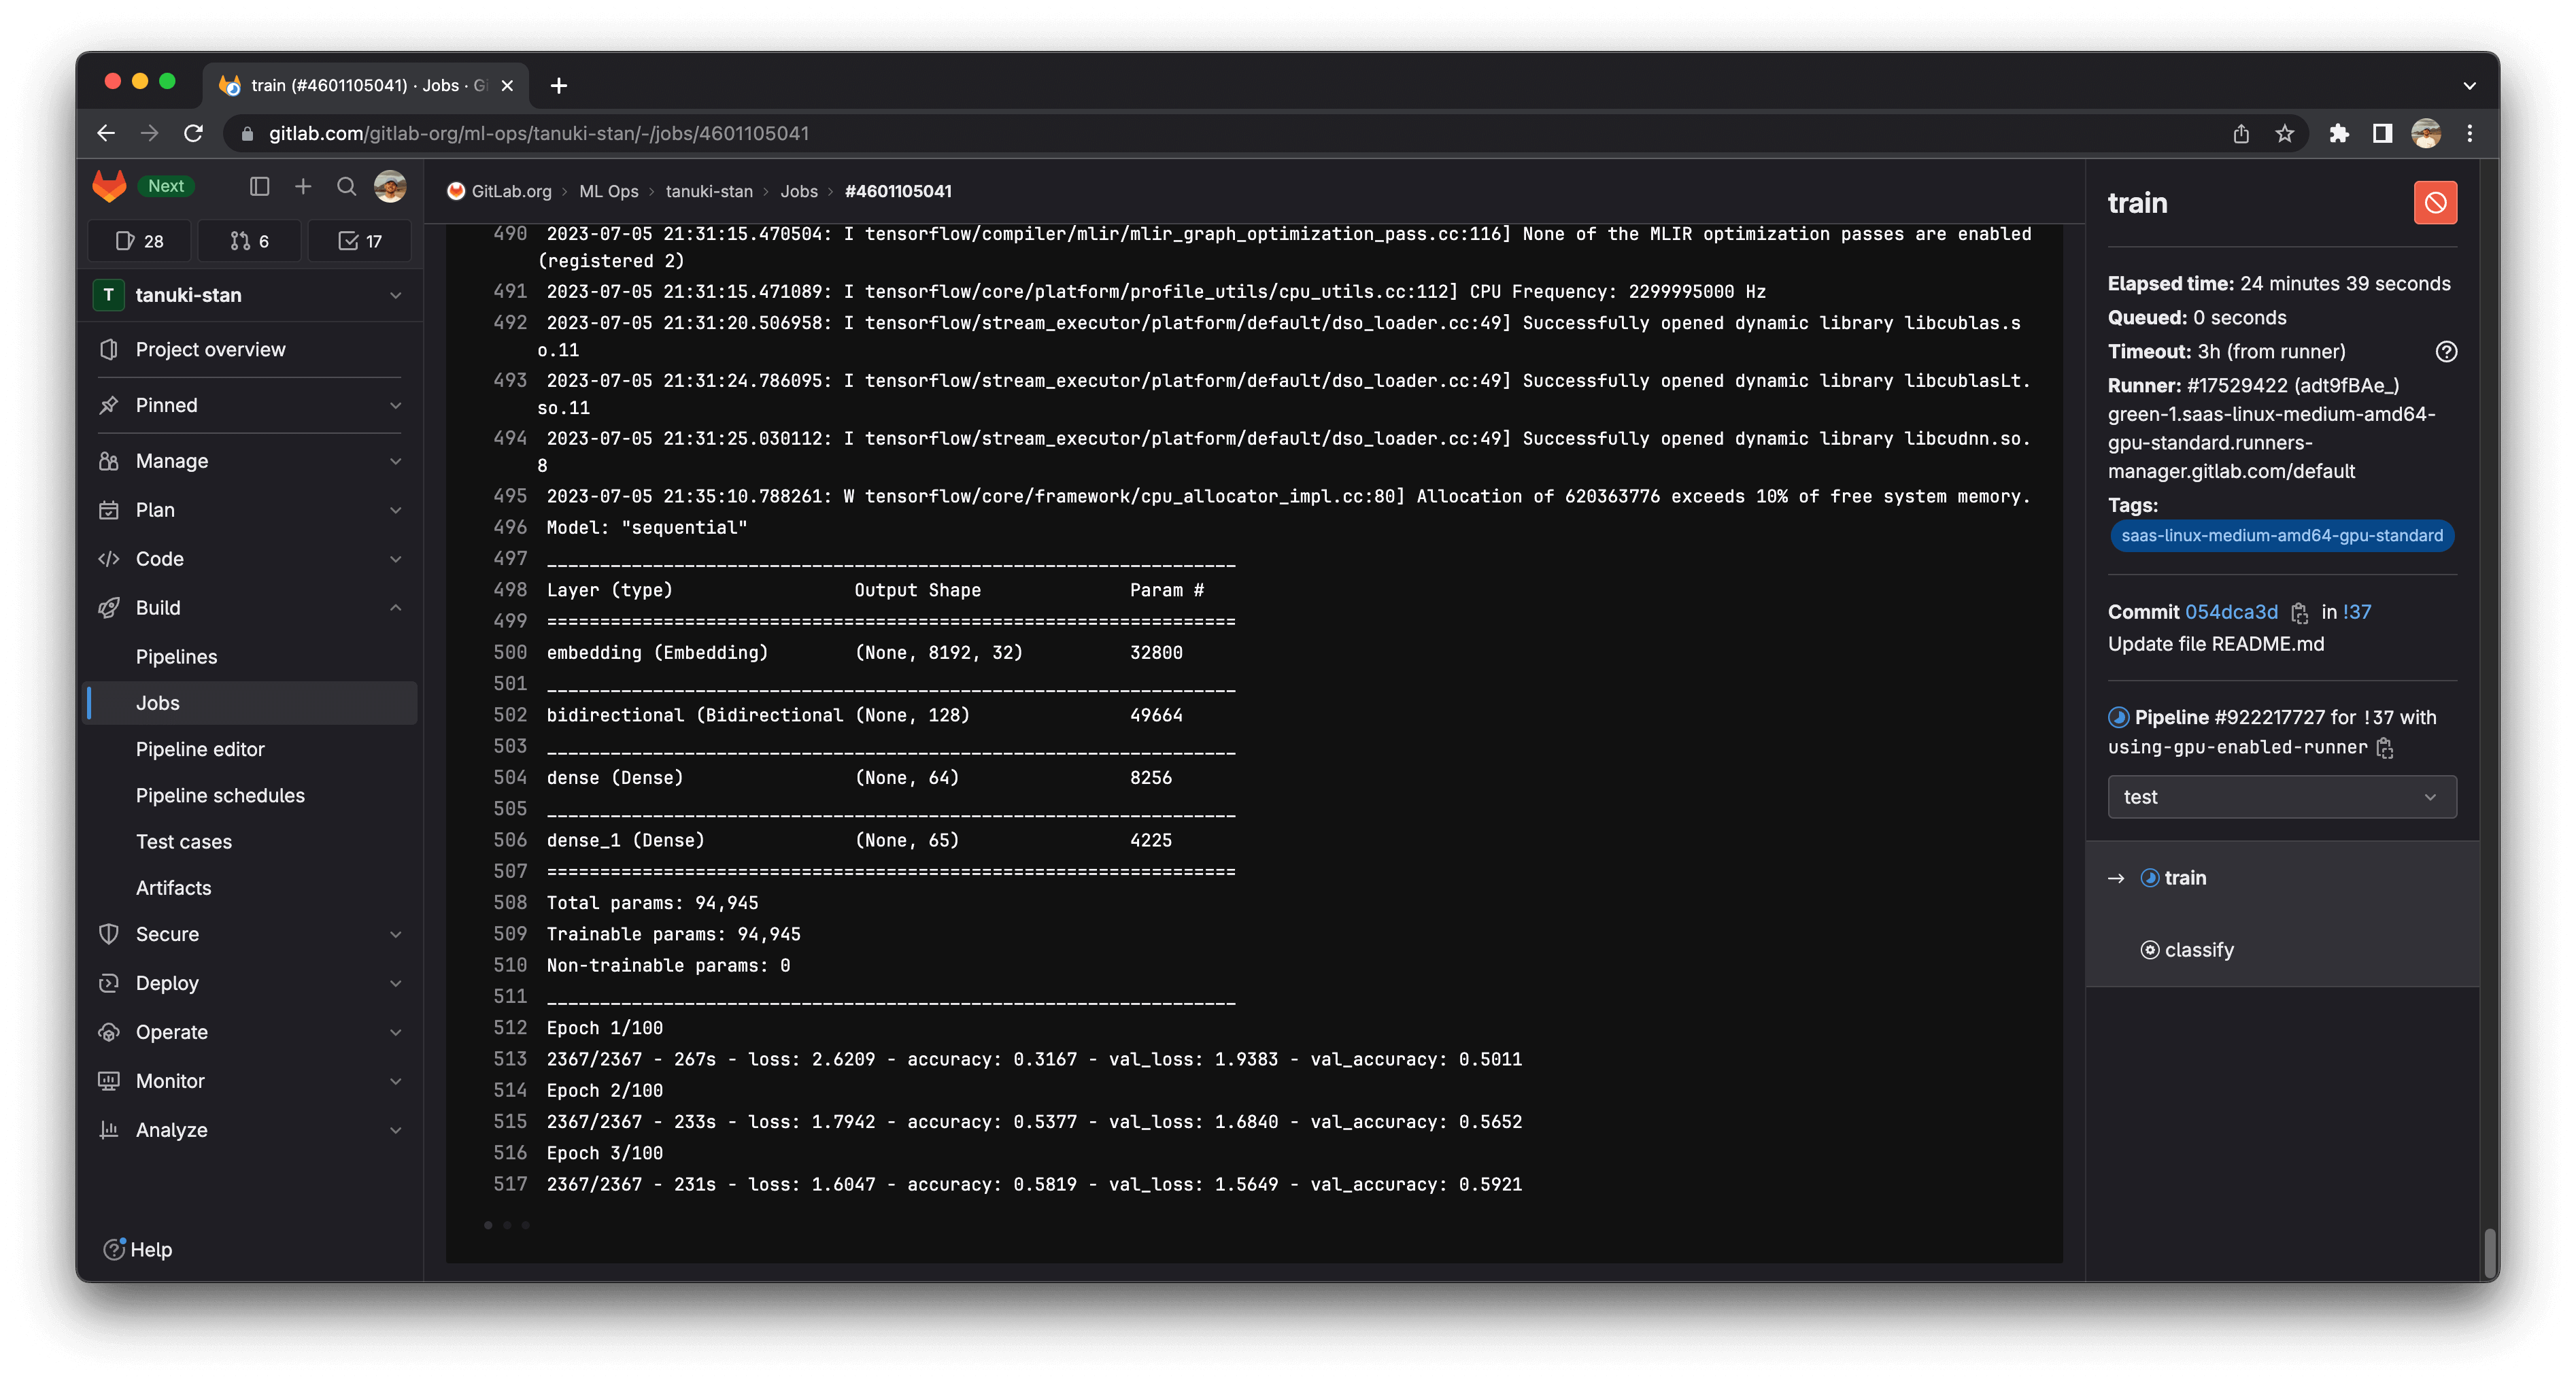 train (#4601105041) · Jobs · G
gitlab.com/gitlab-org/ml-ops/tanuki-stan/-/jobs/4601105041
Next
28
6
17
T tanuki-stan
Project overview
Pinned
Manage
Plan
Code
Build
Pipelines
Jobs
Pipeline editor
Pipeline schedules
Test cases
Artifacts
Secure
Deploy
Operate
Monitor
Analyze
Help
GitLab.org › ML Ops › tanuki-stan › Jobs › #4601105041
490 2023-07-05 21:31:15.470504: I tensorflow/compiler/mlir/mlir_graph_optimization_pass.cc:116] None of the MLIR optimization passes are enabled
(registered 2)
491 2023-07-05 21:31:15.471089: I tensorflow/core/platform/profile_utils/cpu_utils.cc:112] CPU Frequency: 2299995000 Hz
492 2023-07-05 21:31:20.506958: I tensorflow/stream_executor/platform/default/dso_loader.cc:49] Successfully opened dynamic library libcublas.s
o.11
493 2023-07-05 21:31:24.786095: I tensorflow/stream_executor/platform/default/dso_loader.cc:49] Successfully opened dynamic library libcublasLt.
so.11
494 2023-07-05 21:31:25.030112: I tensorflow/stream_executor/platform/default/dso_loader.cc:49] Successfully opened dynamic library libcudnn.so.
8
495 2023-07-05 21:35:10.788261: W tensorflow/core/framework/cpu_allocator_impl.cc:80] Allocation of 620363776 exceeds 10% of free system memory.
496 Model: "sequential"
497 _________________________________________________________________
498 Layer (type) Output Shape Param #
499 =================================================================
500 embedding (Embedding) (None, 8192, 32) 32800
501 _________________________________________________________________
502 bidirectional (Bidirectional (None, 128) 49664
503 _________________________________________________________________
504 dense (Dense) (None, 64) 8256
505 _________________________________________________________________
506 dense_1 (Dense) (None, 65) 4225
507 =================================================================
508 Total params: 94,945
509 Trainable params: 94,945
510 Non-trainable params: 0
511 _________________________________________________________________
512 Epoch 1/100
513 2367/2367 - 267s - loss: 2.6209 - accuracy: 0.3167 - val_loss: 1.9383 - val_accuracy: 0.5011
514 Epoch 2/100
515 2367/2367 - 233s - loss: 1.7942 - accuracy: 0.5377 - val_loss: 1.6840 - val_accuracy: 0.5652
516 Epoch 3/100
517 2367/2367 - 231s - loss: 1.6047 - accuracy: 0.5819 - val_loss: 1.5649 - val_accuracy: 0.5921
train
Elapsed time: 24 minutes 39 seconds
Queued: 0 seconds
Timeout: 3h (from runner)
Runner: #17529422 (adt9fBAe_)
green-1.saas-linux-medium-amd64-
gpu-standard.runners-
manager.gitlab.com/default
Tags:
saas-linux-medium-amd64-gpu-standard
Commit 054dca3d in !37
Update file README.md
Pipeline #922217727 for !37 with
using-gpu-enabled-runner
test
→ train
classify